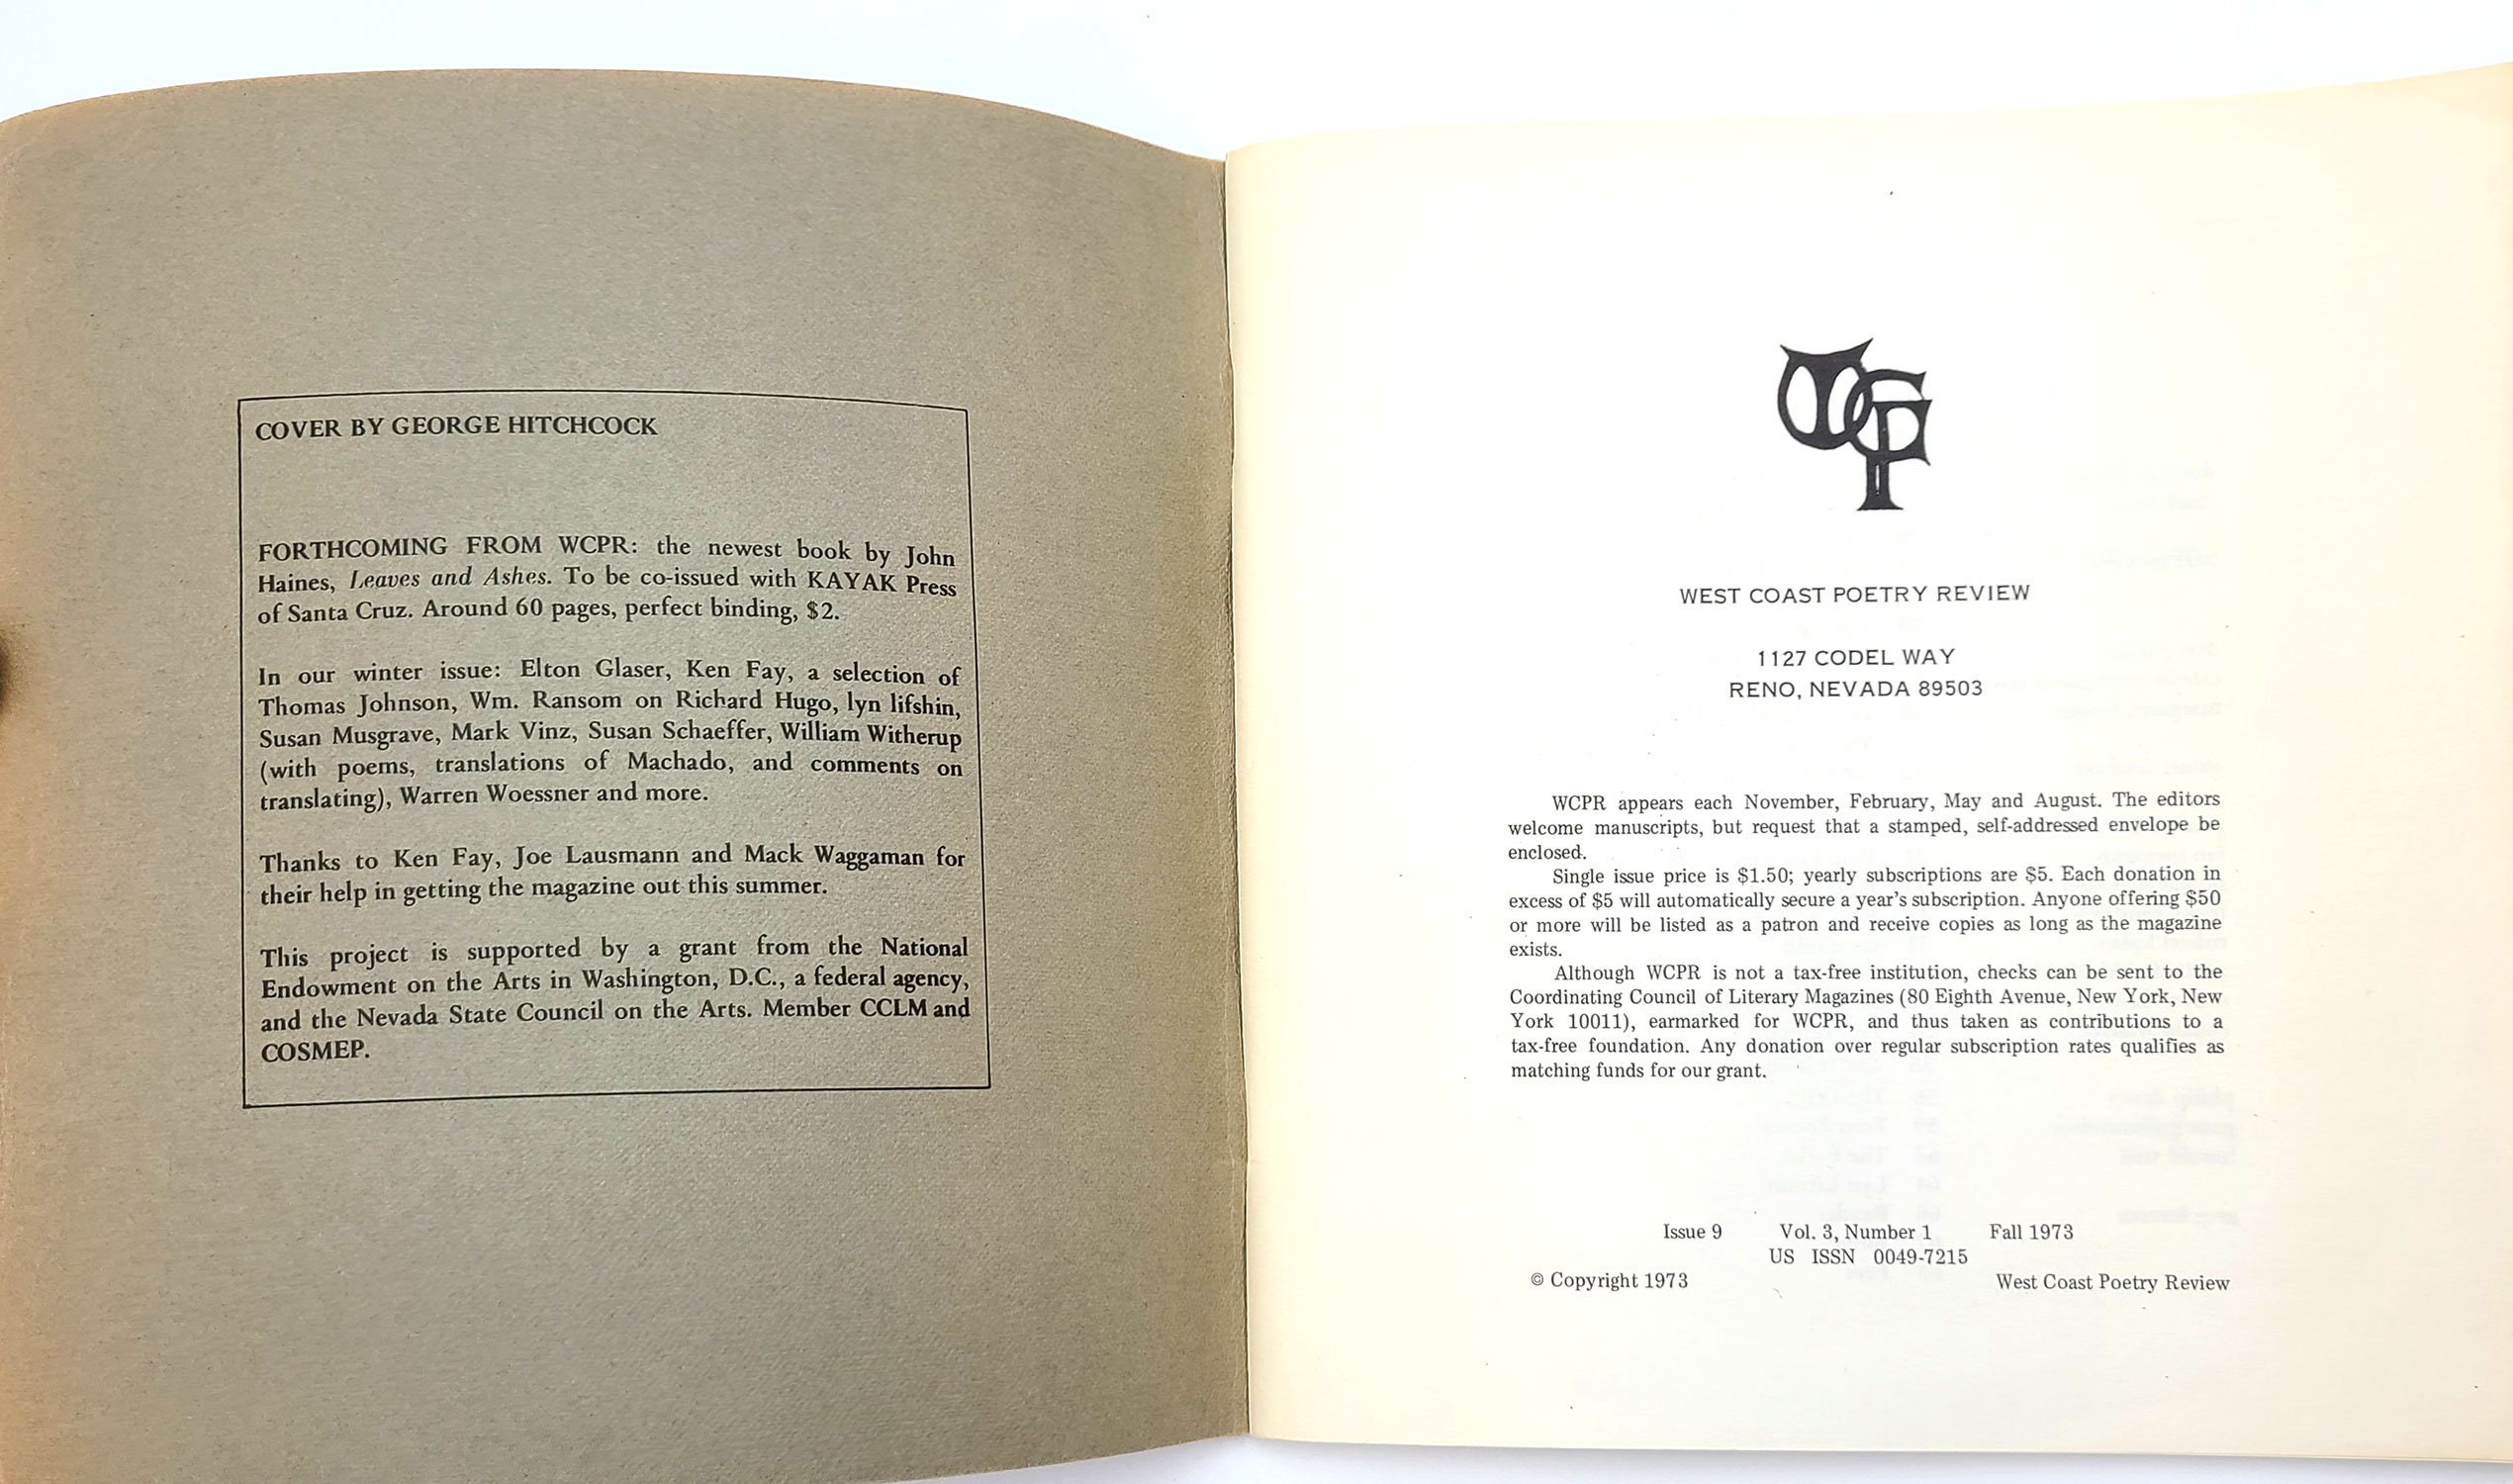 COVER BY GEORGE HITCHCOCK
FORTHCOMING FROM WCPR: the newest book by John
Haines, Leaves and Ashes. To be co-issued with KAYAK Press
of Santa Cruz. Around 60 pages, perfect binding, $2.
In our winter issue: Elton Glaser, Ken Fay, a selection of
Thomas Johnson, Wm. Ransom on Richard Hugo, lyn lifshin,
Susan Musgrave, Mark Vinz, Susan Schaeffer, William Witherup
(with poems, translations of Machado, and comments on
translating), Warren Woessner and more.
Thanks to Ken Fay, Joe Lausmann and Mack Waggaman for
their help in getting the magazine out this summer.
This project is supported by a grant from the National
Endowment on the Arts in Washington, D.C., a federal agency,
and the Nevada State Council on the Arts. Member CCLM and
COSMEP.
WCP
WEST COAST POETRY REVIEW
1127 CODEL WAY
RENO, NEVADA 89503
WCPR appears each November, February, May and August. The editors
welcome manuscripts, but request that a stamped, self-addressed envelope be
enclosed.
Single issue price is $1.50; yearly subscriptions are $5. Each donation in
excess of $5 will automatically secure a year's subscription. Anyone offering $50
or more will be listed as a patron and receive copies as long as the magazine
exists.
Although WCPR is not a tax-free institution, checks can be sent to the
Coordinating Council of Literary Magazines (80 Eighth Avenue, New York, New
York 10011), earmarked for WCPR, and thus taken as contributions to a
tax-free foundation. Any donation over regular subscription rates qualifies as
matching funds for our grant.
Issue 9 Vol. 3, Number 1 Fall 1973
US ISSN 0049-7215
© Copyright 1973 West Coast Poetry Review